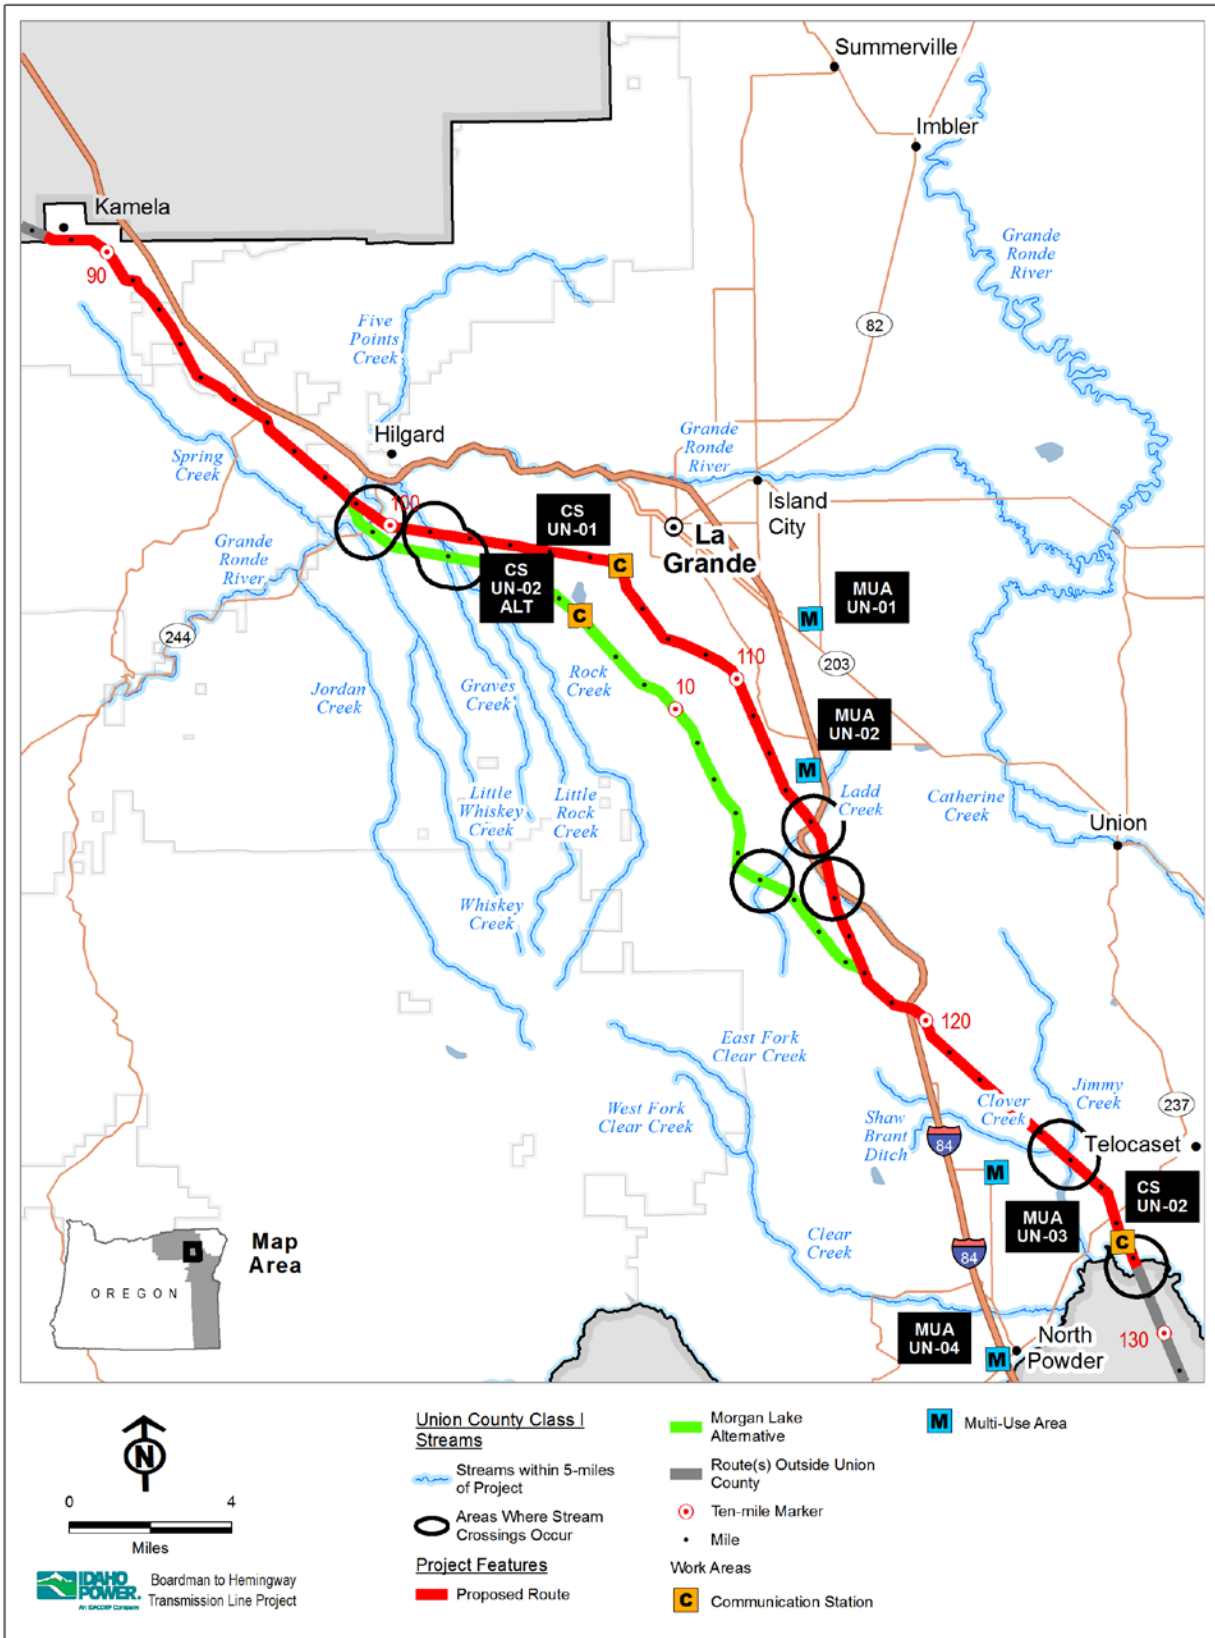 Summerville
Imbler
Kamela
90
Grande
Ronde
River
Five
Points
Creek
82
Hilgard
Grande
Ronde
River
Spring
Creek
Island
City
100
CS
UN-01
La
Grande
Grande
Ronde
River
CS
UN-02
ALT
C
C
MUA
UN-01
M
244
203
110
10
Rock
Creek
Graves
Creek
Jordan
Creek
MUA
UN-02
M
Ladd
Creek
Little
Whiskey
Creek
Little
Rock
Creek
Catherine
Creek
Union
Whiskey
Creek
120
East Fork
Clear Creek
Jimmy
Creek
Clover
Creek
West Fork
Clear Creek
Shaw
Brant
Ditch
237
84
Telocaset
M
CS
UN-02
MUA
UN-03
C
Clear
Creek
84
Map
Area
OREGON
MUA
UN-04
M
North
Powder
130
N
0 4
Miles
IDAHO
POWER.
An IDACORP Company
Boardman to Hemingway
Transmission Line Project
Union County Class I
Streams
Streams within 5-miles
of Project
Areas Where Stream
Crossings Occur
Project Features
Proposed Route
Morgan Lake
Alternative
Route(s) Outside Union
County
Ten-mile Marker
Mile
Work Areas
C Communication Station
M Multi-Use Area